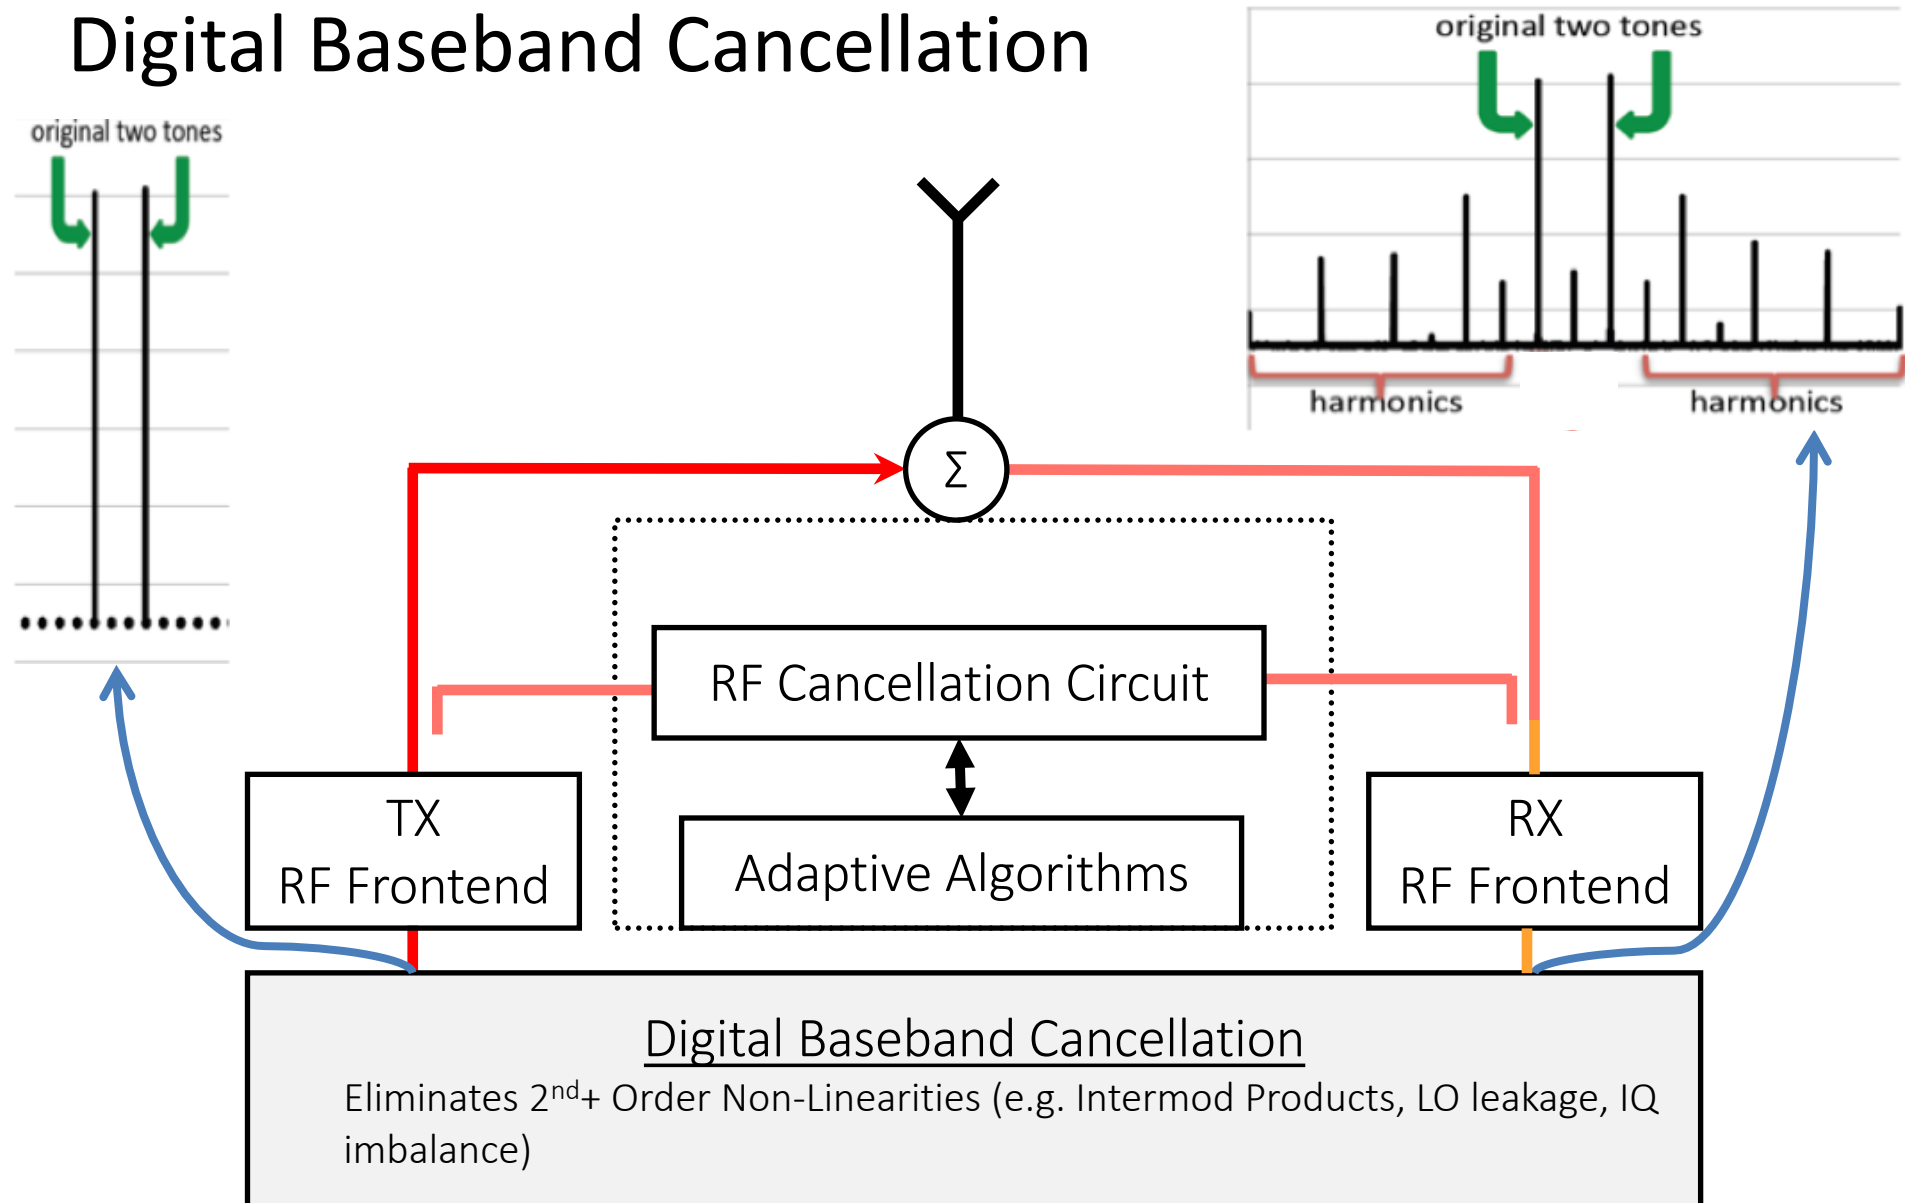 Digital Baseband Cancellation
original two tones
original two tones
harmonics
harmonics
Σ
RF Cancellation Circuit
TX
RF Frontend
Adaptive Algorithms
RX
RF Frontend
Digital Baseband Cancellation
Eliminates 2nd+ Order Non-Linearities (e.g. Intermod Products, LO leakage, IQ
imbalance)